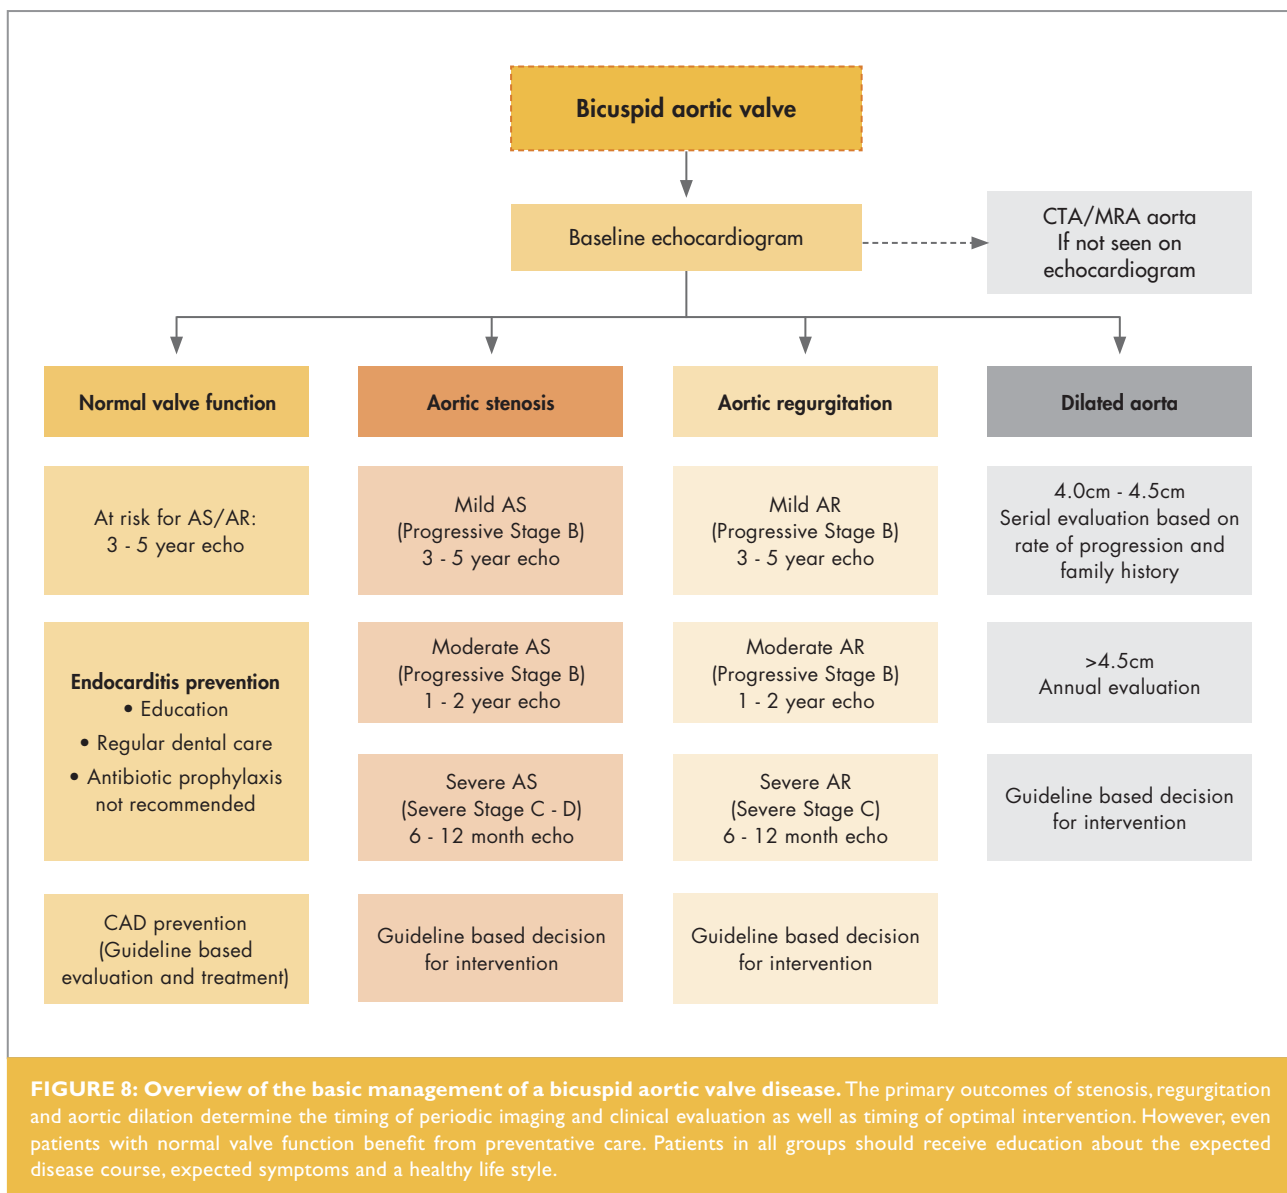 Bicuspid aortic valve
Baseline echocardiogram
CTA/MRA aorta
If not seen on
echocardiogram
Normal valve function
At risk for AS/AR:
3 - 5 year echo
Endocarditis prevention
• Education
• Regular dental care
• Antibiotic prophylaxis
not recommended
CAD prevention
(Guideline based
evaluation and treatment)
Aortic stenosis
Mild AS
(Progressive Stage B)
3 - 5 year echo
Moderate AS
(Progressive Stage B)
1 - 2 year echo
Severe AS
(Severe Stage C - D)
6 - 12 month echo
Guideline based decision
for intervention
Aortic regurgitation
Mild AR
(Progressive Stage B)
3 - 5 year echo
Moderate AR
(Progressive Stage B)
1 - 2 year echo
Severe AR
(Severe Stage C)
6 - 12 month echo
Guideline based decision
for intervention
Dilated aorta
4.0cm - 4.5cm
Serial evaluation based on
rate of progression and
family history
>4.5cm
Annual evaluation
Guideline based decision
for intervention
FIGURE 8: Overview of the basic management of a bicuspid aortic valve disease. The primary outcomes of stenosis, regurgitation
and aortic dilation determine the timing of periodic imaging and clinical evaluation as well as timing of optimal intervention. However, even
patients with normal valve function benefit from preventative care. Patients in all groups should receive education about the expected
disease course, expected symptoms and a healthy life style.